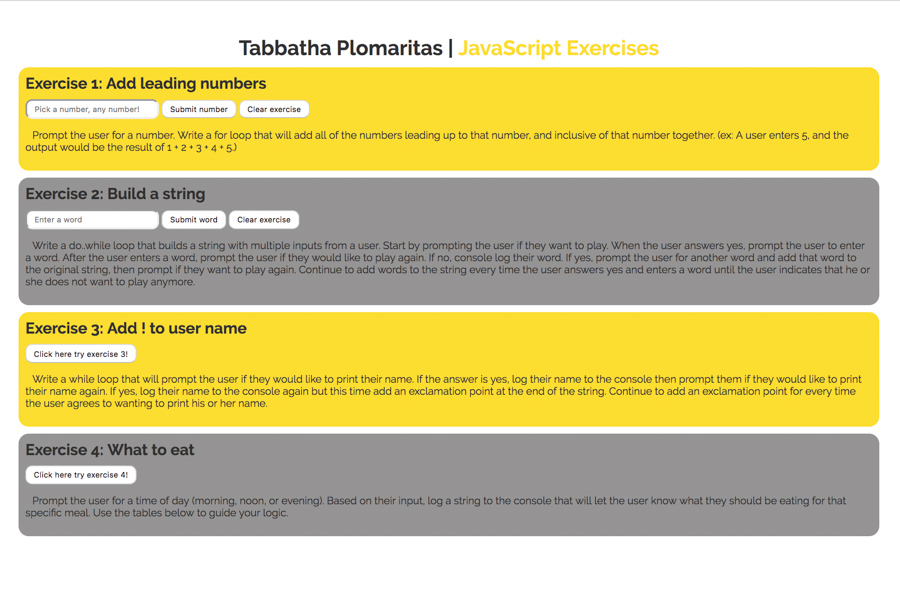 Tabbatha Plomaritas | JavaScript Exercises
Exercise 1: Add leading numbers
Pick a number, any number! Submit number Clear exercise
Prompt the user for a number. Write a for loop that will add all of the numbers leading up to that number, and inclusive of that number together. (ex: A user enters 5, and the
output would be the result of 1 + 2 + 3 + 4 + 5.)
Exercise 2: Build a string
Enter a word Submit word Clear exercise
Write a do..while loop that builds a string with multiple inputs from a user. Start by prompting the user if they want to play. When the user answers yes, prompt the user to enter
a word. After the user enters a word, prompt the user if they would like to play again. If no, console log their word. If yes, prompt the user for another word and add that word to
the original string, then prompt if they want to play again. Continue to add words to the string every time the user answers yes and enters a word until the user indicates that he or
she does not want to play anymore.
Exercise 3: Add ! to user name
Click here try exercise 3!
Write a while loop that will prompt the user if they would like to print their name. If the answer is yes, log their name to the console then prompt them if they would like to print
their name again. If yes, log their name to the console again but this time add an exclamation point at the end of the string. Continue to add an exclamation point for every time
the user agrees to wanting to print his or her name.
Exercise 4: What to eat
Click here try exercise 4!
Prompt the user for a time of day (morning, noon, or evening). Based on their input, log a string to the console that will let the user know what they should be eating for that
specific meal. Use the tables below to guide your logic.